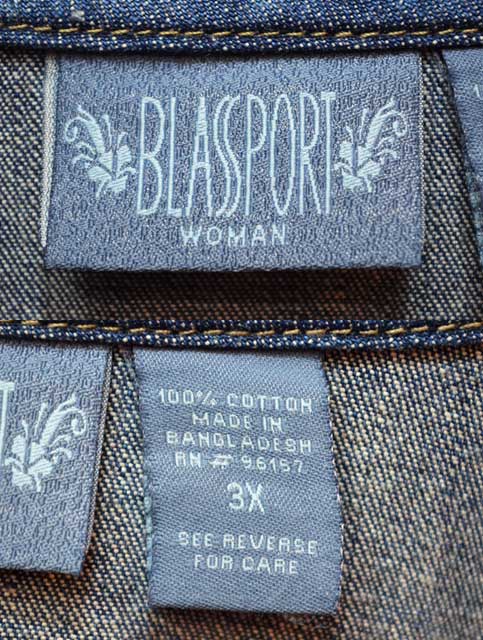 BLASSPORT
WOMAN
100% COTTON
MADE IN
BANGLADESH
RN # 96157
3X
SEE REVERSE
FOR CARE